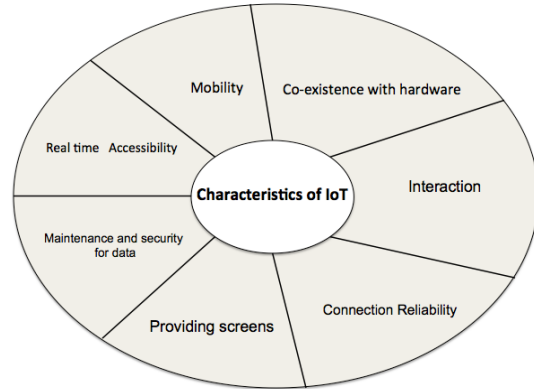 Mobility
Co-existence with hardware
Real time Accessibility
Characteristics of IoT
Interaction
Maintenance and security
for data
Providing screens
Connection Reliability